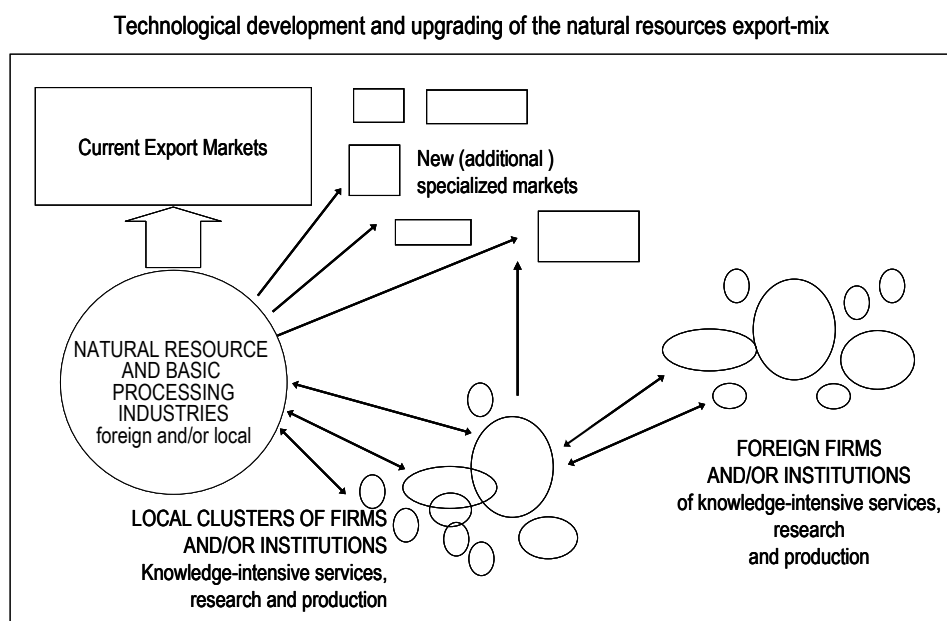 Technological development and upgrading of the natural resources export-mix
Current Export Markets
New (additional )
specialized markets
NATURAL RESOURCE
AND BASIC
PROCESSING
INDUSTRIES
foreign and/or local
LOCAL CLUSTERS OF FIRMS
AND/OR INSTITUTIONS
Knowledge-intensive services,
research and production
FOREIGN FIRMS
AND/OR INSTITUTIONS
of knowledge-intensive services,
research
and production